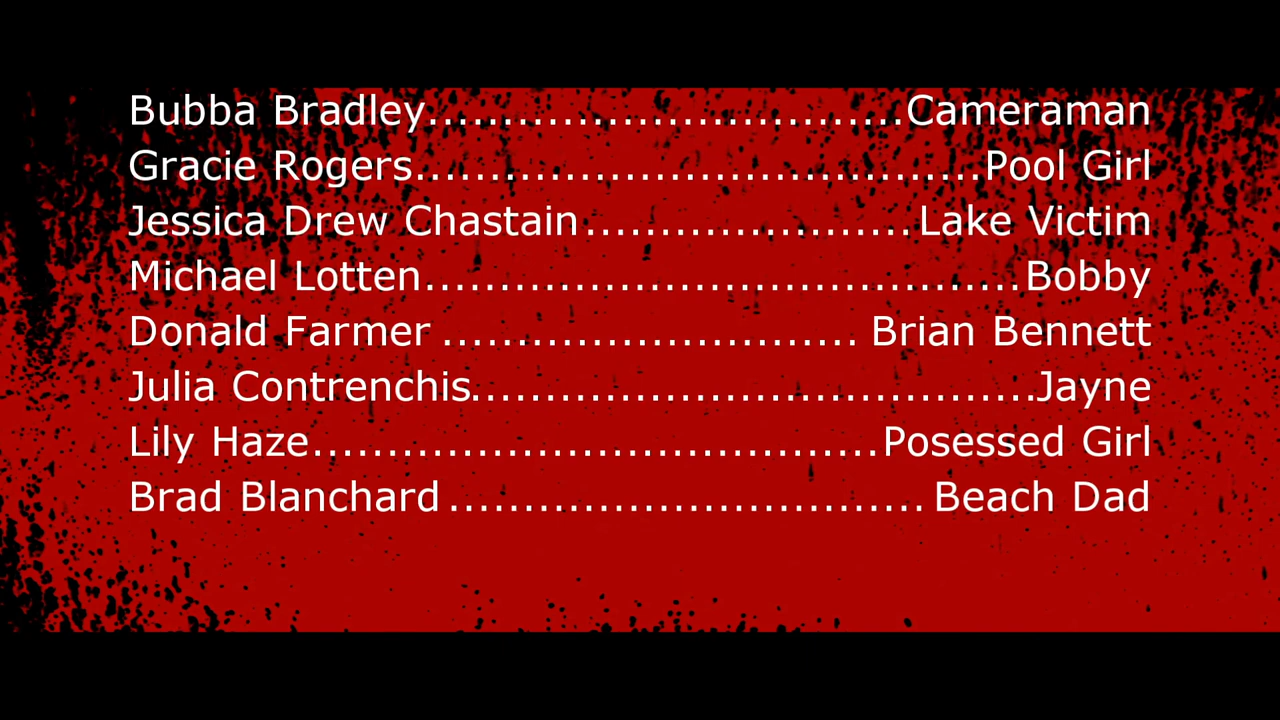 Bubba Bradley................................Cameraman
Gracie Rogers......................................Pool Girl
Jessica Drew Chastain......................Lake Victim
Michael Lotten........................................Bobby
Donald Farmer ............................ Brian Bennett
Julia Contrenchis......................................Jayne
Lily Haze......................................Posessed Girl
Brad Blanchard ................................ Beach Dad